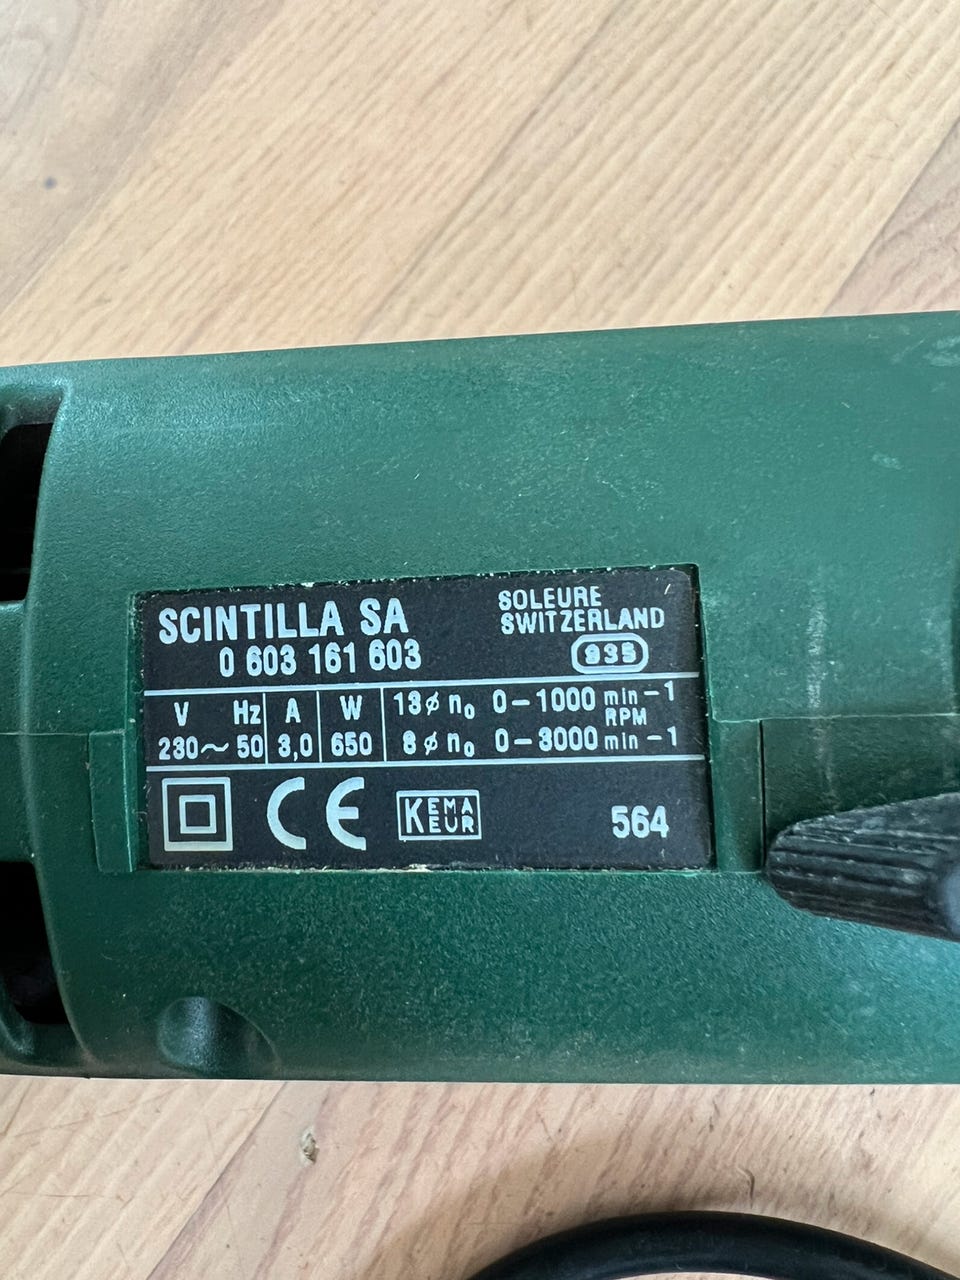 SCINTILLA SA
0 603 161 603
SOLEURE
SWITZERLAND
935
V Hz A W
230~ 50 3,0 650
13ø n₀ 0-1000 min-1
RPM
8ø n₀ 0-3000 min-1
CE
KEMA
EUR
564